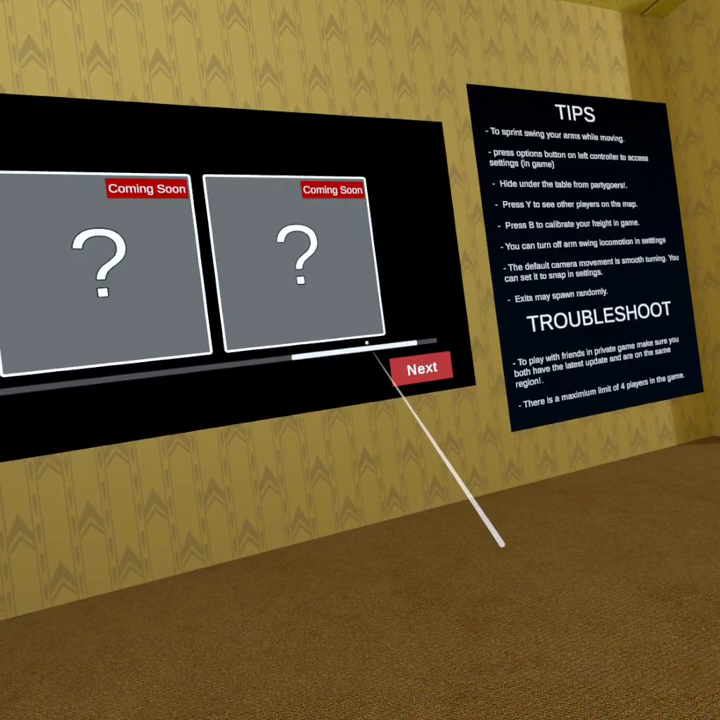 Coming Soon
Coming Soon
?
?
Next
TIPS
- To sprint swing your arms while moving.
- press options button on left controller to access
settings (in game)
- Hide under the table from partygoers!.
- Press Y to see other players on the map.
- Press B to calibrate your height in game.
- You can turn off arm swing locomotion in setttings
- The default camera movement is smooth turning. You
can set it to snap in settings.
- Exits may spawn randomly.
TROUBLESHOOT
- To play with friends in private game make sure you
both have the latest update and are on the same
region!.
- There is a maximium limit of 4 players in the game.